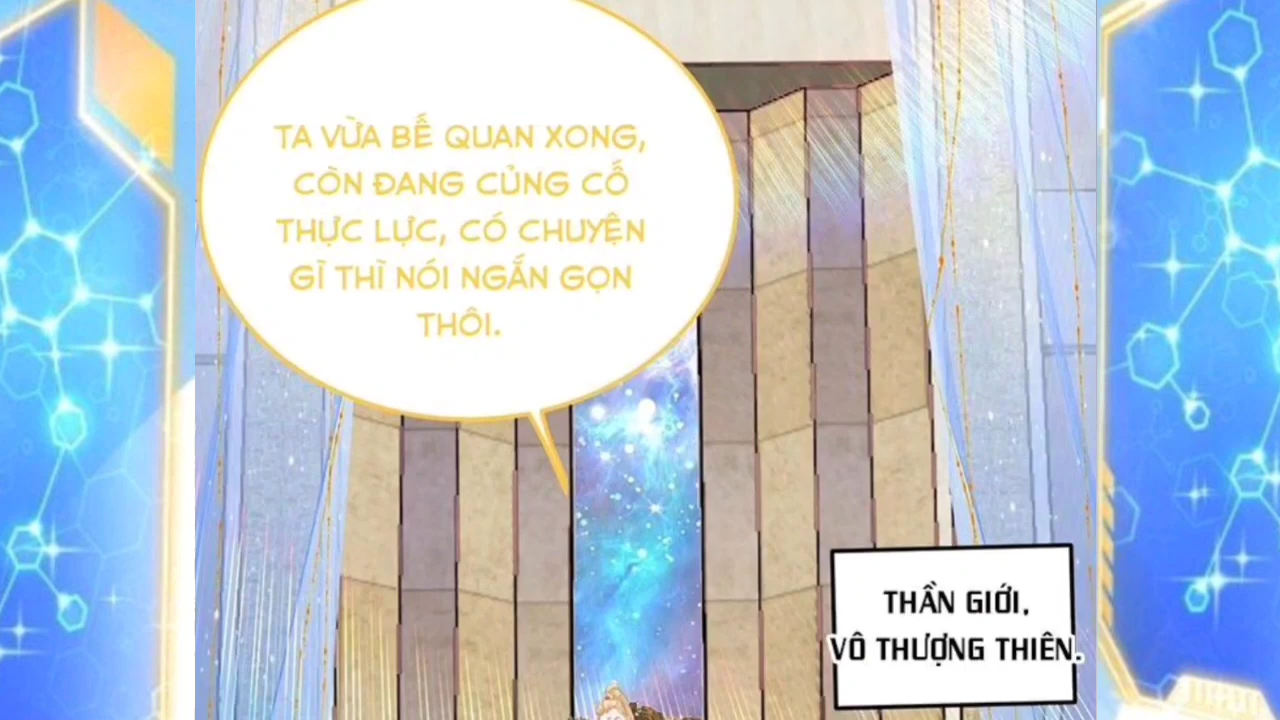 TA VỪA BẾ QUAN XONG,
CÒN ĐANG CỦNG CỐ
THỰC LỰC, CÓ CHUYỆN
GÌ THÌ NÓI NGẮN GỌN
THÔI.
THẦN GIỚI,
VÔ THƯỢNG THIÊN.